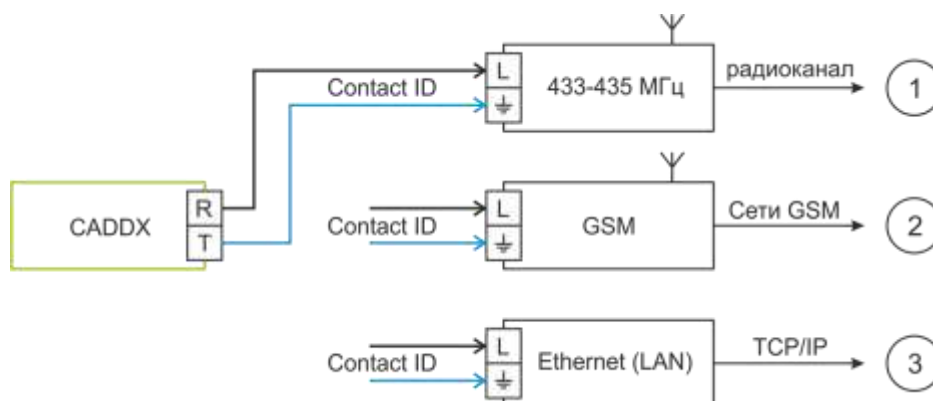 L
433-435 МГц
радиоканал
1
Contact ID
CADDX
R
T
L
GSM
Сети GSM
2
Contact ID
L
Ethernet (LAN)
TCP/IP
3
Contact ID